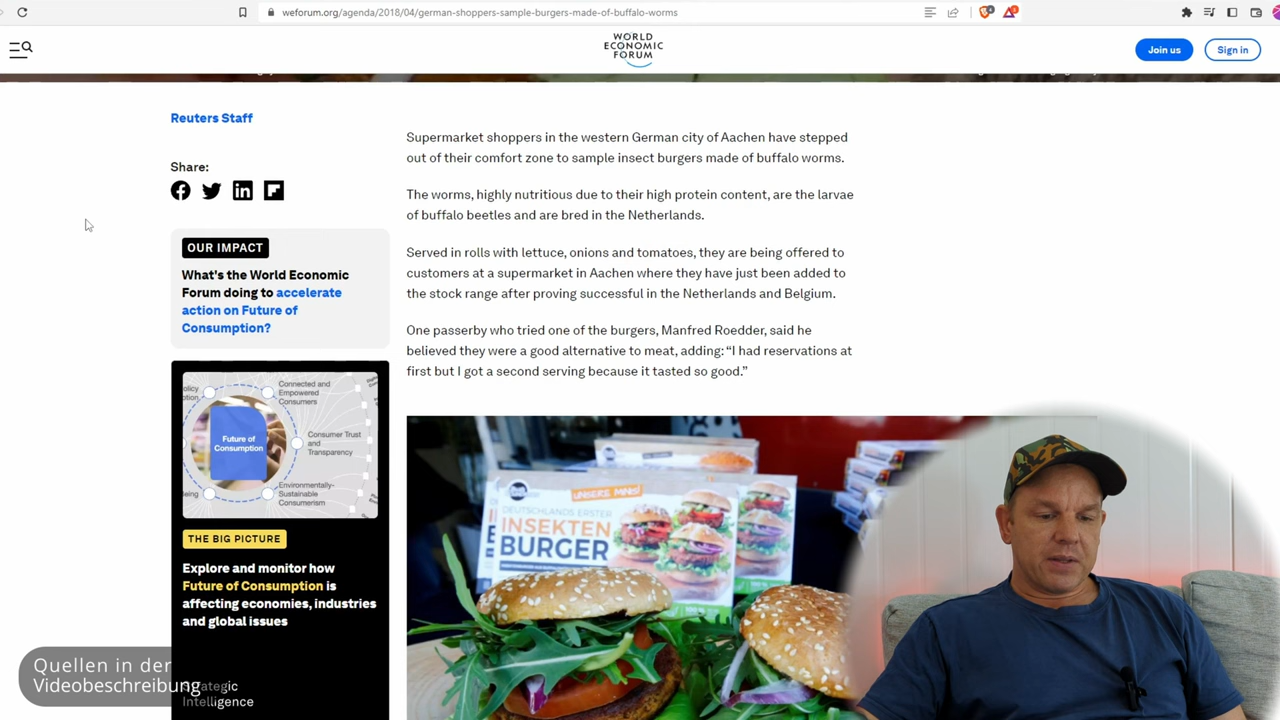 weforum.org/agenda/2018/04/german-shoppers-sample-burgers-made-of-buffalo-worms
WORLD
ECONOMIC
FORUM
Join us
Sign in
Reuters Staff
Share:
OUR IMPACT
What's the World Economic
Forum doing to accelerate
action on Future of
Consumption?
Connected and
Empowered
Consumers
Future of
Consumption
Consumer Trust
and
Transparency
Environmentally-
Sustainable
Consumerism
THE BIG PICTURE
Explore and monitor how
Future of Consumption is
affecting economies, industries
and global issues
Strategic
Intelligence
Supermarket shoppers in the western German city of Aachen have stepped
out of their comfort zone to sample insect burgers made of buffalo worms.
The worms, highly nutritious due to their high protein content, are the larvae
of buffalo beetles and are bred in the Netherlands.
Served in rolls with lettuce, onions and tomatoes, they are being offered to
customers at a supermarket in Aachen where they have just been added to
the stock range after proving successful in the Netherlands and Belgium.
One passerby who tried one of the burgers, Manfred Roedder, said he
believed they were a good alternative to meat, adding: “I had reservations at
first but I got a second serving because it tasted so good.”
DEUTSCHLANDS ERSTER
INSEKTEN
BURGER
Quellen in der
Videobeschreibung